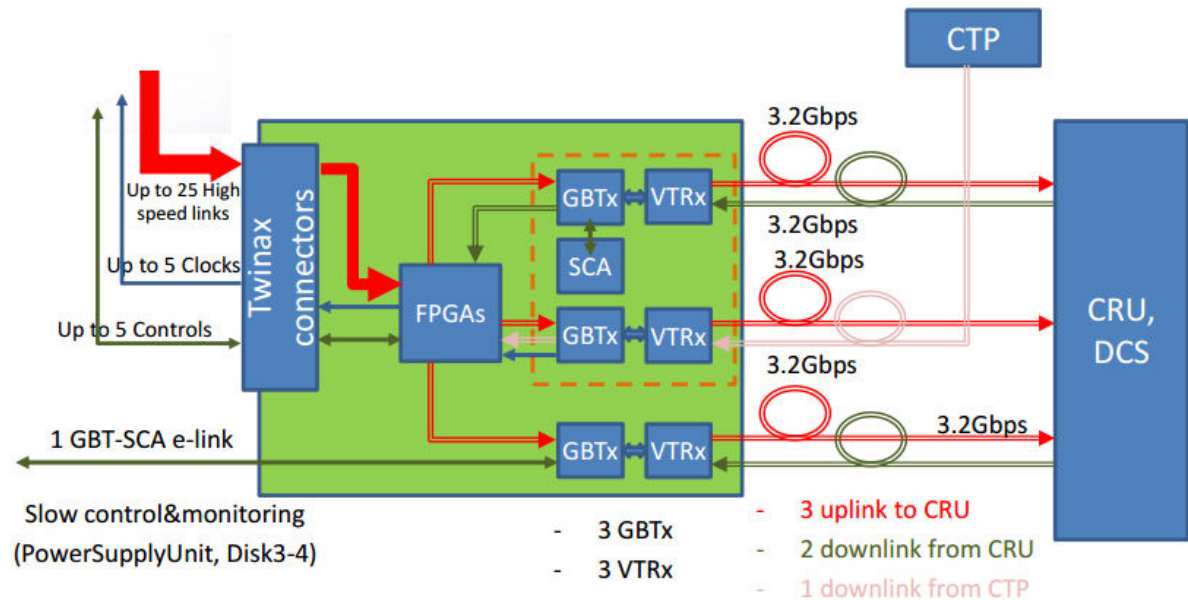 CTP
3.2Gbps
Up to 25 High
speed links
Twinax
connectors
GBTx
VTRx
3.2Gbps
SCA
3.2Gbps
Up to 5 Clocks
FPGAs
GBTx
VTRx
CRU,
DCS
Up to 5 Controls
3.2Gbps
1 GBT-SCA e-link
GBTx
VTRx
3.2Gbps
Slow control&monitoring
(PowerSupplyUnit, Disk3-4)
- 3 GBTx
- 3 VTRx
- 3 uplink to CRU
- 2 downlink from CRU
- 1 downlink from CTP